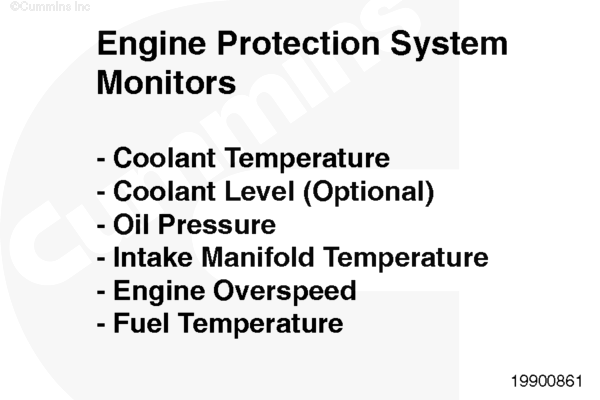 ©Cummins Inc
Engine Protection System
Monitors
- Coolant Temperature
- Coolant Level (Optional)
- Oil Pressure
- Intake Manifold Temperature
- Engine Overspeed
- Fuel Temperature
Cummins
19900861